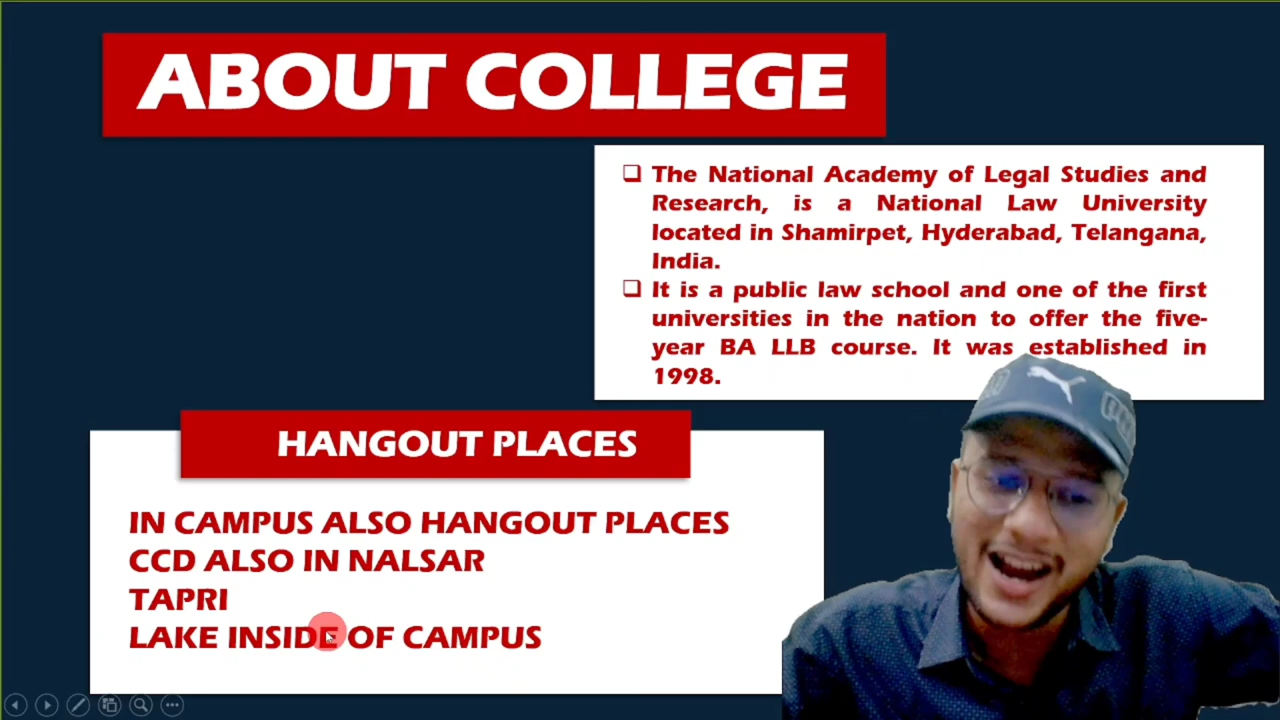 ABOUT COLLEGE
❑ The National Academy of Legal Studies and
Research, is a National Law University
located in Shamirpet, Hyderabad, Telangana,
India.
❑ It is a public law school and one of the first
universities in the nation to offer the five-
year BA LLB course. It was established in
1998.
HANGOUT PLACES
IN CAMPUS ALSO HANGOUT PLACES
CCD ALSO IN NALSAR
TAPRI
LAKE INSIDE OF CAMPUS